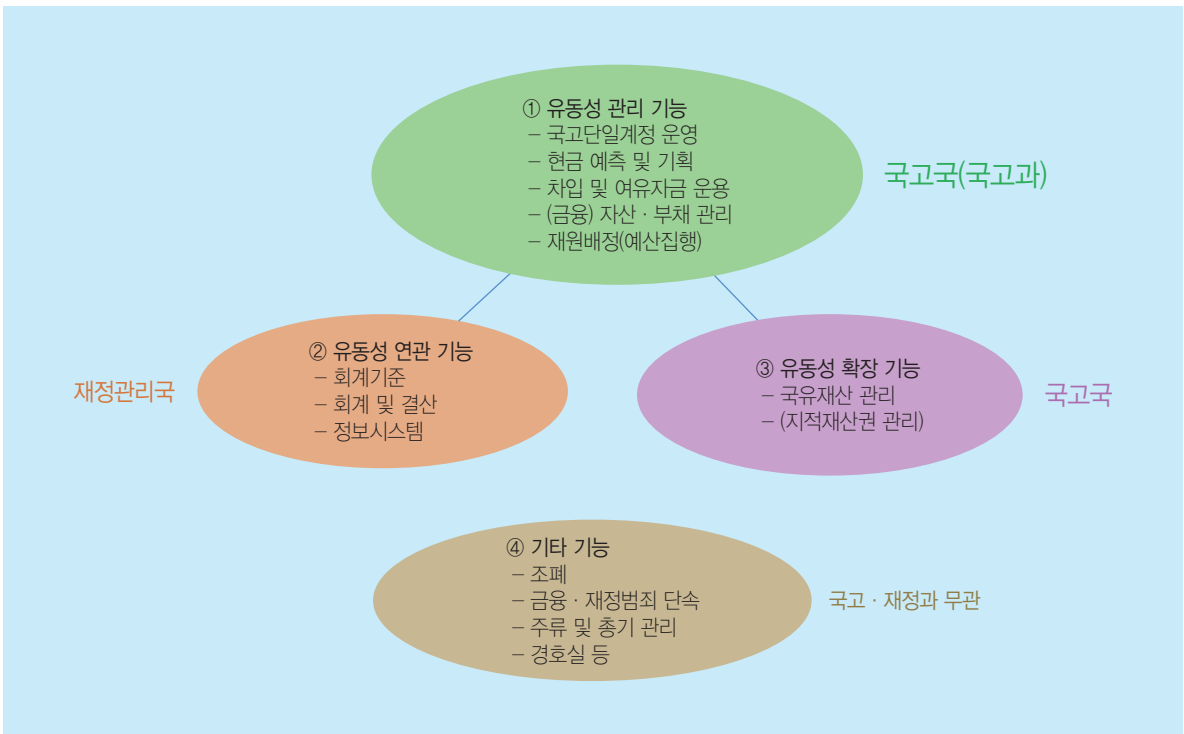 ① 유동성 관리 기능
– 국고단일계정 운영
– 현금 예측 및 기획
– 차입 및 여유자금 운용
– (금융) 자산 · 부채 관리
– 재원배정(예산집행)
국고국(국고과)
② 유동성 연관 기능
– 회계기준
– 회계 및 결산
– 정보시스템
재정관리국
③ 유동성 확장 기능
– 국유재산 관리
– (지적재산권 관리)
국고국
④ 기타 기능
– 조폐
– 금융 · 재정범죄 단속
– 주류 및 총기 관리
– 경호실 등
국고 · 재정과 무관